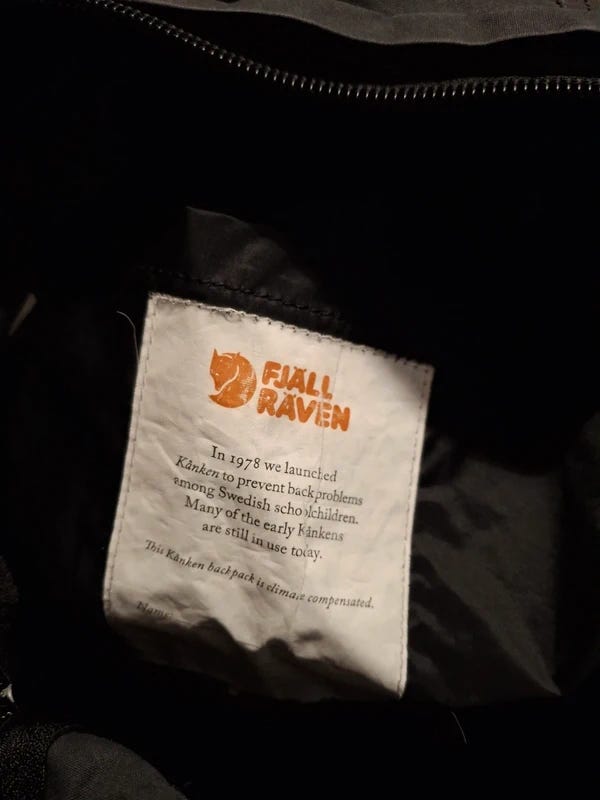 FJÄLL
RÄVEN
In 1978 we launched
Kånken to prevent back problems
among Swedish schoolchildren.
Many of the early Kånkens
are still in use today.
This Kånken backpack is climate compensated.
Name